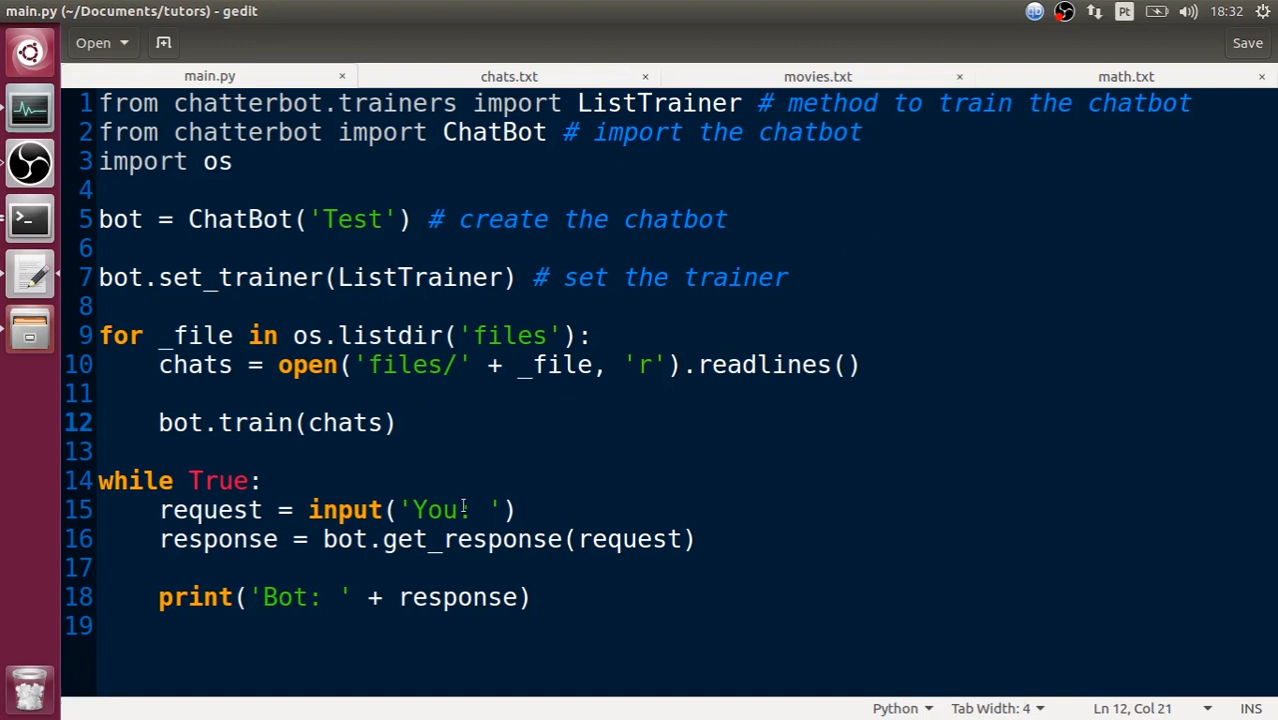 main.py (~/Documents/tutors) - gedit
Pt
18:32
Open
Save
main.py ×
chats.txt ×
movies.txt ×
math.txt ×
1 from chatterbot.trainers import ListTrainer # method to train the chatbot
2 from chatterbot import ChatBot # import the chatbot
3 import os
4
5 bot = ChatBot('Test') # create the chatbot
6
7 bot.set_trainer(ListTrainer) # set the trainer
8
9 for _file in os.listdir('files'):
10     chats = open('files/' + _file, 'r').readlines()
11
12     bot.train(chats)
13
14 while True:
15     request = input('You: ')
16     response = bot.get_response(request)
17
18     print('Bot: ' + response)
19
Python
Tab Width: 4
Ln 12, Col 21
INS